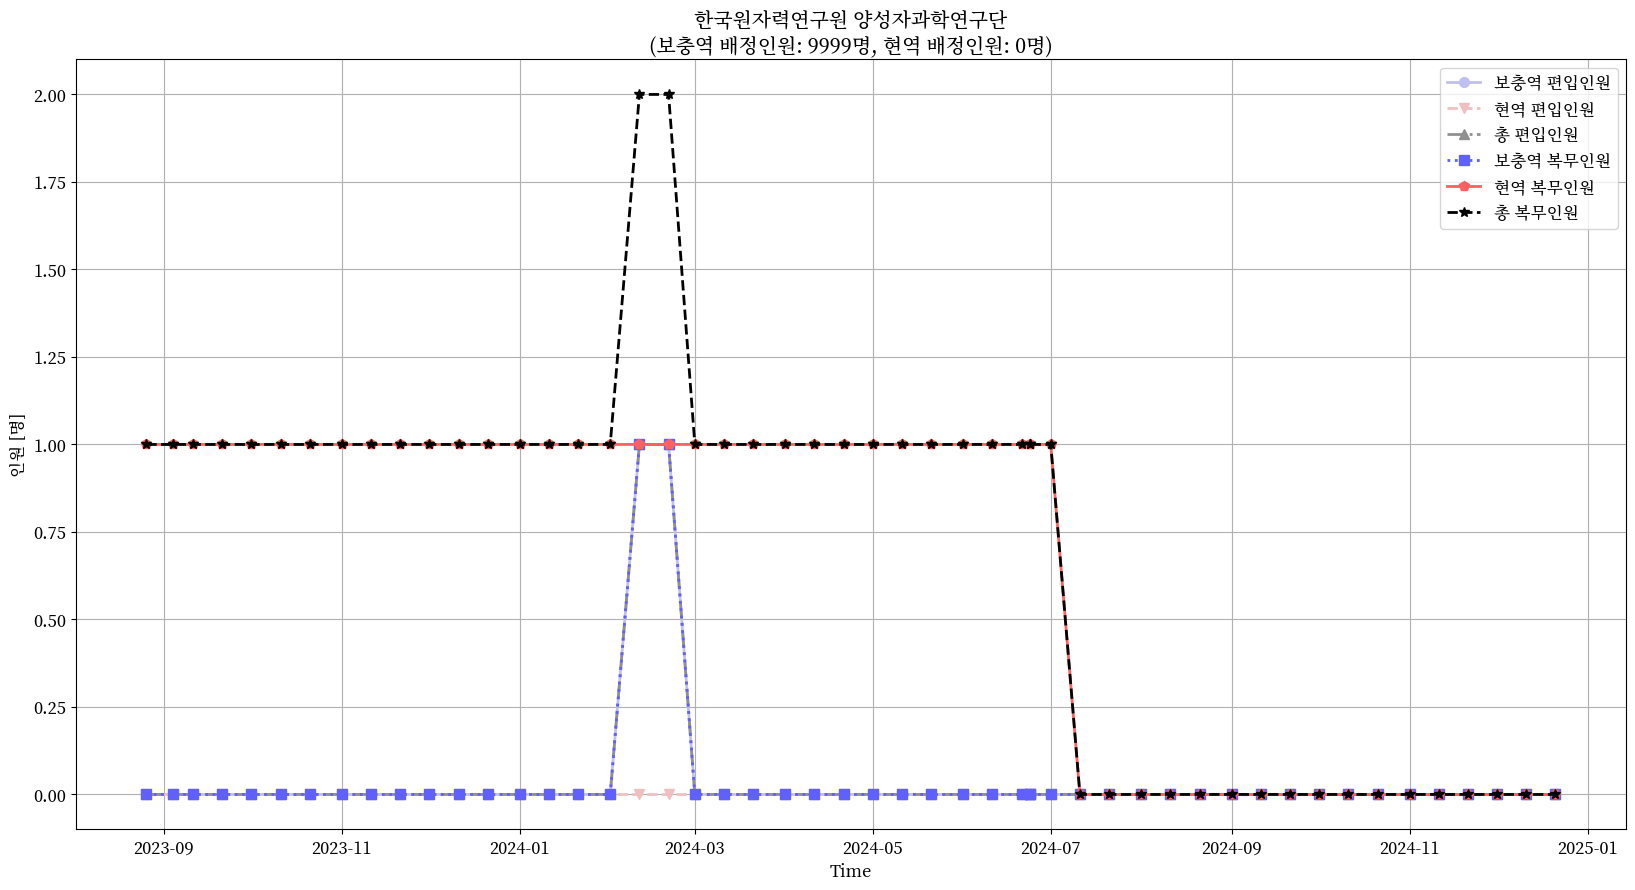 한국원자력연구원 양성자과학연구단
(보충역 배정인원: 9999명, 현역 배정인원: 0명)
보충역 편입인원
현역 편입인원
총 편입인원
보충역 복무인원
현역 복무인원
총 복무인원
인원 [명]
2.00
1.75
1.50
1.25
1.00
0.75
0.50
0.25
0.00
2023-09
2023-11
2024-01
2024-03
2024-05
2024-07
2024-09
2024-11
2025-01
Time